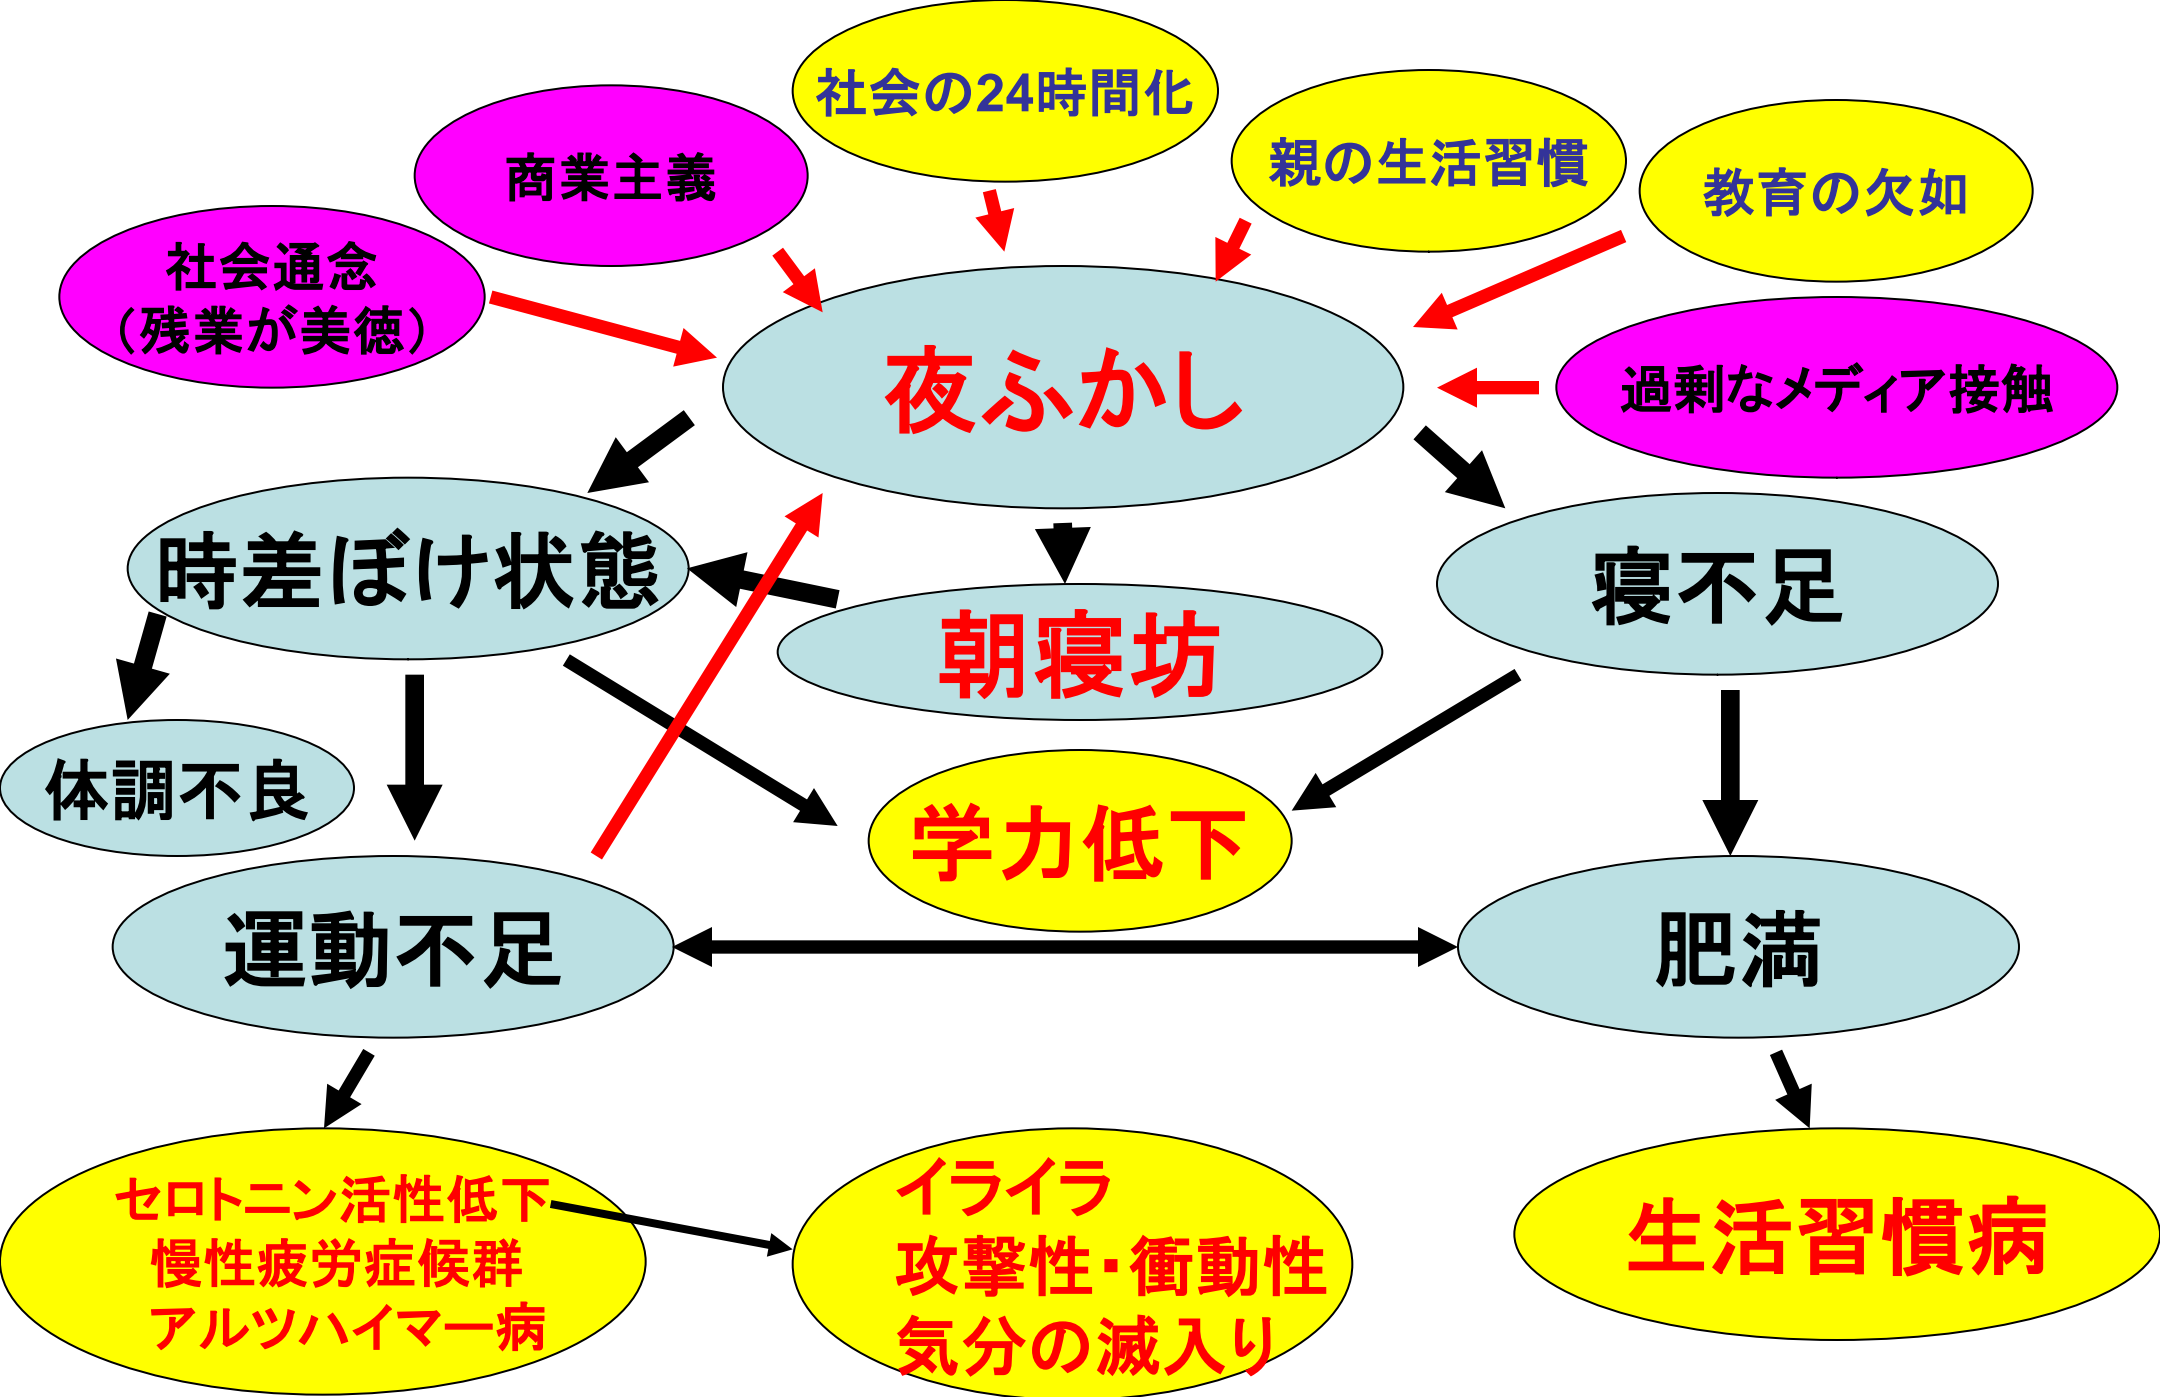 社会の24時間化
商業主義
親の生活習慣
教育の欠如
社会通念
（残業が美徳）
過剰なメディア接触
夜ふかし
時差ぼけ状態
寝不足
朝寝坊
体調不良
学力低下
運動不足
肥満
セロトニン活性低下
慢性疲労症候群
アルツハイマー病
イライラ
攻撃性・衝動性
気分の滅入り
生活習慣病